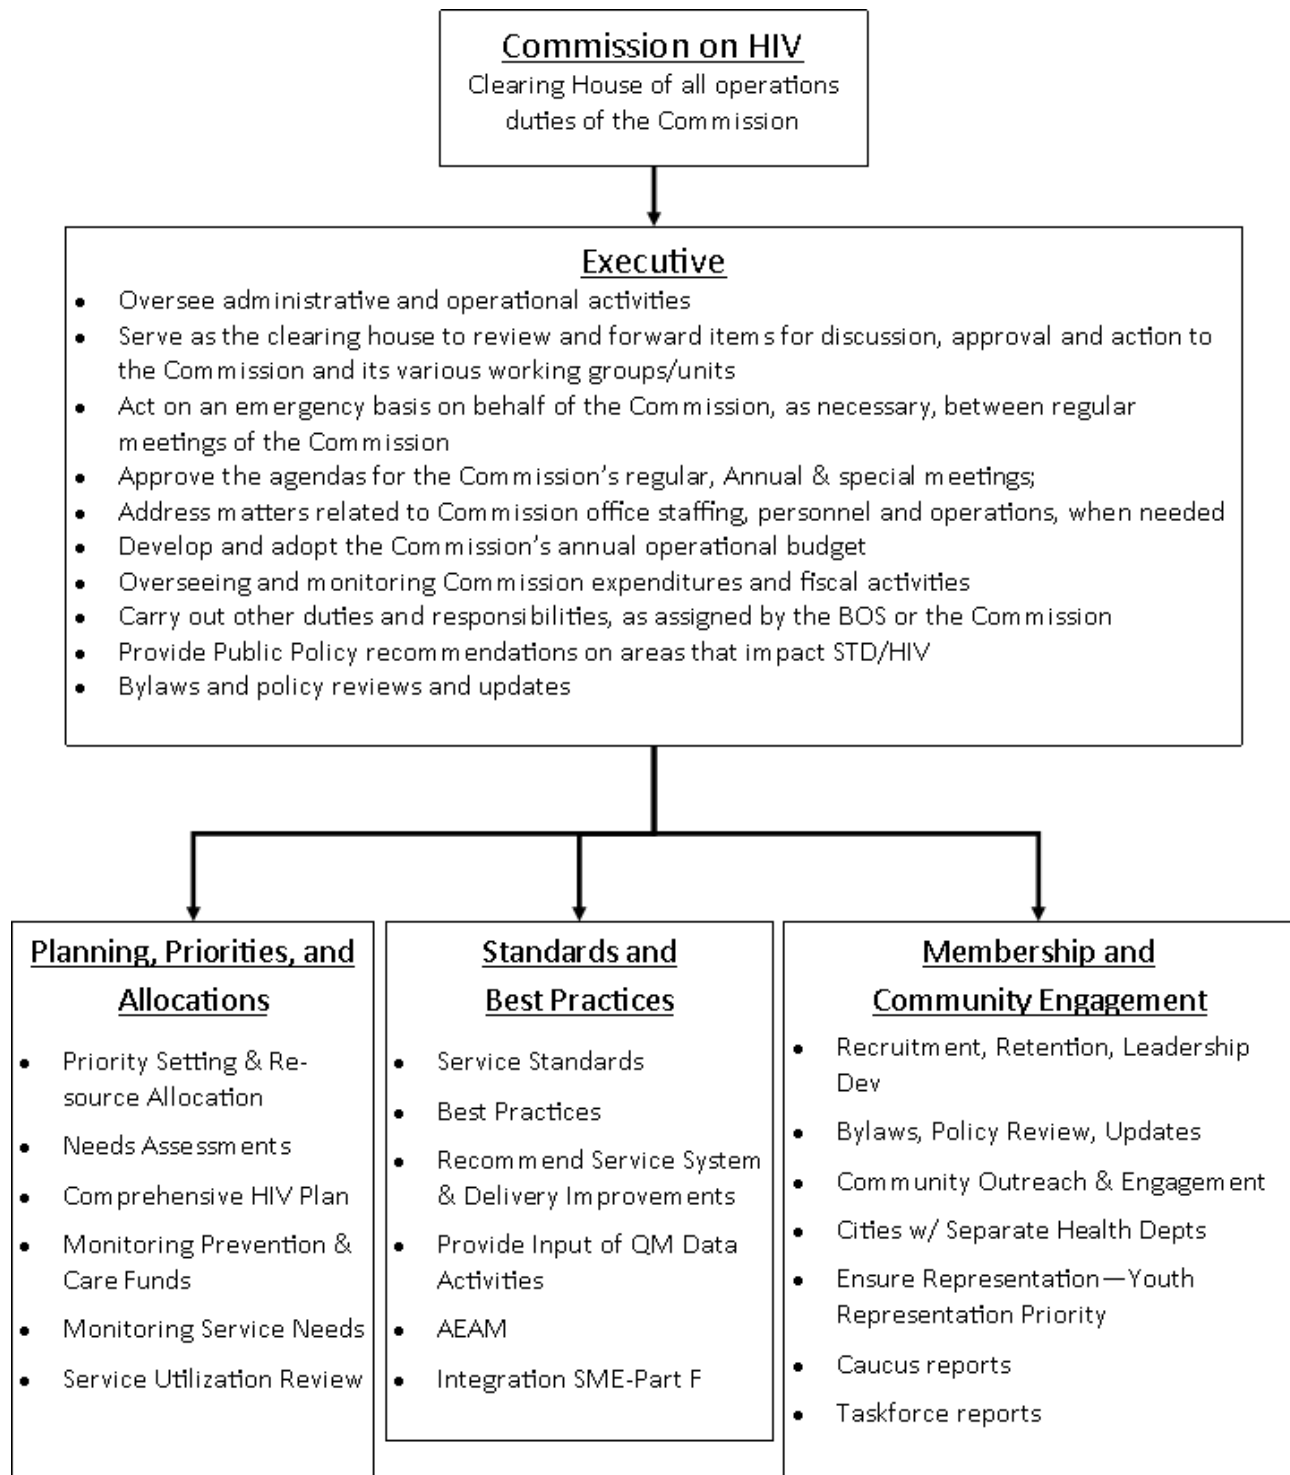 Commission on HIV
Clearing House of all operations
duties of the Commission
Executive
• Oversee administrative and operational activities
• Serve as the clearing house to review and forward items for discussion, approval and action to
the Commission and its various working groups/units
• Act on an emergency basis on behalf of the Commission, as necessary, between regular
meetings of the Commission
• Approve the agendas for the Commission’s regular, Annual & special meetings;
• Address matters related to Commission office staffing, personnel and operations, when needed
• Develop and adopt the Commission’s annual operational budget
• Overseeing and monitoring Commission expenditures and fiscal activities
• Carry out other duties and responsibilities, as assigned by the BOS or the Commission
• Provide Public Policy recommendations on areas that impact STD/HIV
• Bylaws and policy reviews and updates
Planning, Priorities, and
Allocations
• Priority Setting & Re-
source Allocation
• Needs Assessments
• Comprehensive HIV Plan
• Monitoring Prevention &
Care Funds
• Monitoring Service Needs
• Service Utilization Review
Standards and
Best Practices
• Service Standards
• Best Practices
• Recommend Service System
& Delivery Improvements
• Provide Input of QM Data
Activities
• AEAM
• Integration SME-Part F
Membership and
Community Engagement
• Recruitment, Retention, Leadership
Dev
• Bylaws, Policy Review, Updates
• Community Outreach & Engagement
• Cities w/ Separate Health Depts
• Ensure Representation—Youth
Representation Priority
• Caucus reports
• Taskforce reports